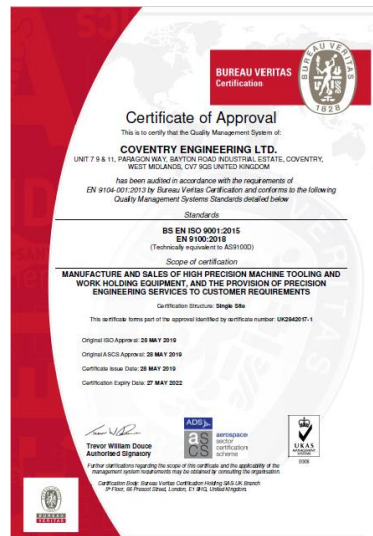 BUREAU VERITAS
Certification
BUREAU VERITAS
1828
Certificate of Approval
This is to certify that the Quality Management System of:
COVENTRY ENGINEERING LTD.
UNIT 7 9 & 11, PARAGON WAY, BAYTON ROAD INDUSTRIAL ESTATE, COVENTRY,
WEST MIDLANDS, CV7 9QS UNITED KINGDOM
has been audited in accordance with the requirements of
EN 9104-001:2013 by Bureau Veritas Certification and conforms to the following
Quality Management Systems Standards detailed below
Standards
BS EN ISO 9001:2015
EN 9100:2018
(Technically equivalent to AS9100D)
Scope of certification
MANUFACTURE AND SALES OF HIGH PRECISION MACHINE TOOLING AND
WORK HOLDING EQUIPMENT, AND THE PROVISION OF PRECISION
ENGINEERING SERVICES TO CUSTOMER REQUIREMENTS
Certification Structure: Single Site
This certificate forms part of the approval identified by certificate number: UK2842017-1
Original ISO Approval: 28 MAY 2019
Original ASCS Approval: 28 MAY 2019
Certificate Issue Date: 28 MAY 2019
Certification Expiry Date: 27 MAY 2022
Trevor William Douce
Authorised Signatory
ADS
as
cs
aerospace
sector
certification
scheme
UKAS
MANAGEMENT
SYSTEMS
Further clarifications regarding the scope of this certificate and the applicability of the
management system requirements may be obtained by consulting the organisation.
Certification Body: Bureau Veritas Certification Holding SAS UK Branch
5th Floor, 66 Prescot Street, London, E1 8HG, United Kingdom.
BUREAU
VERITAS